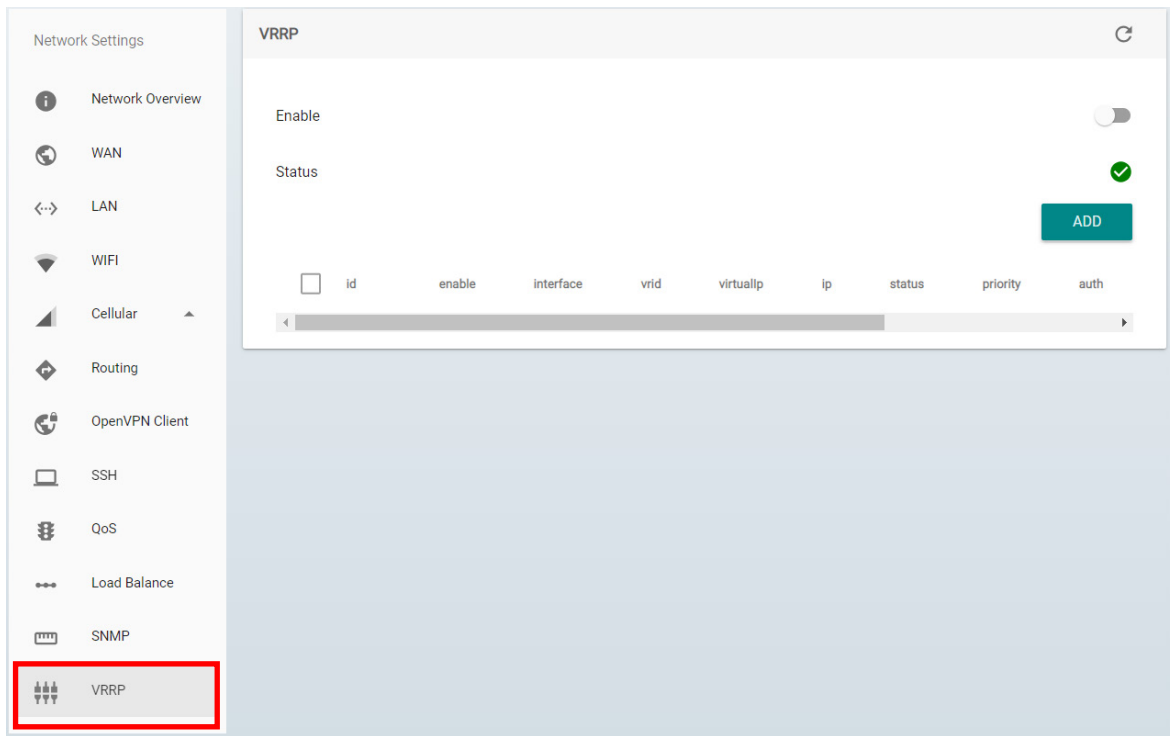 Network Settings
Network Overview
WAN
LAN
WIFI
Cellular
Routing
OpenVPN Client
SSH
QoS
Load Balance
SNMP
VRRP
VRRP
Enable
Status
ADD
id enable interface vrid virtualIp ip status priority auth